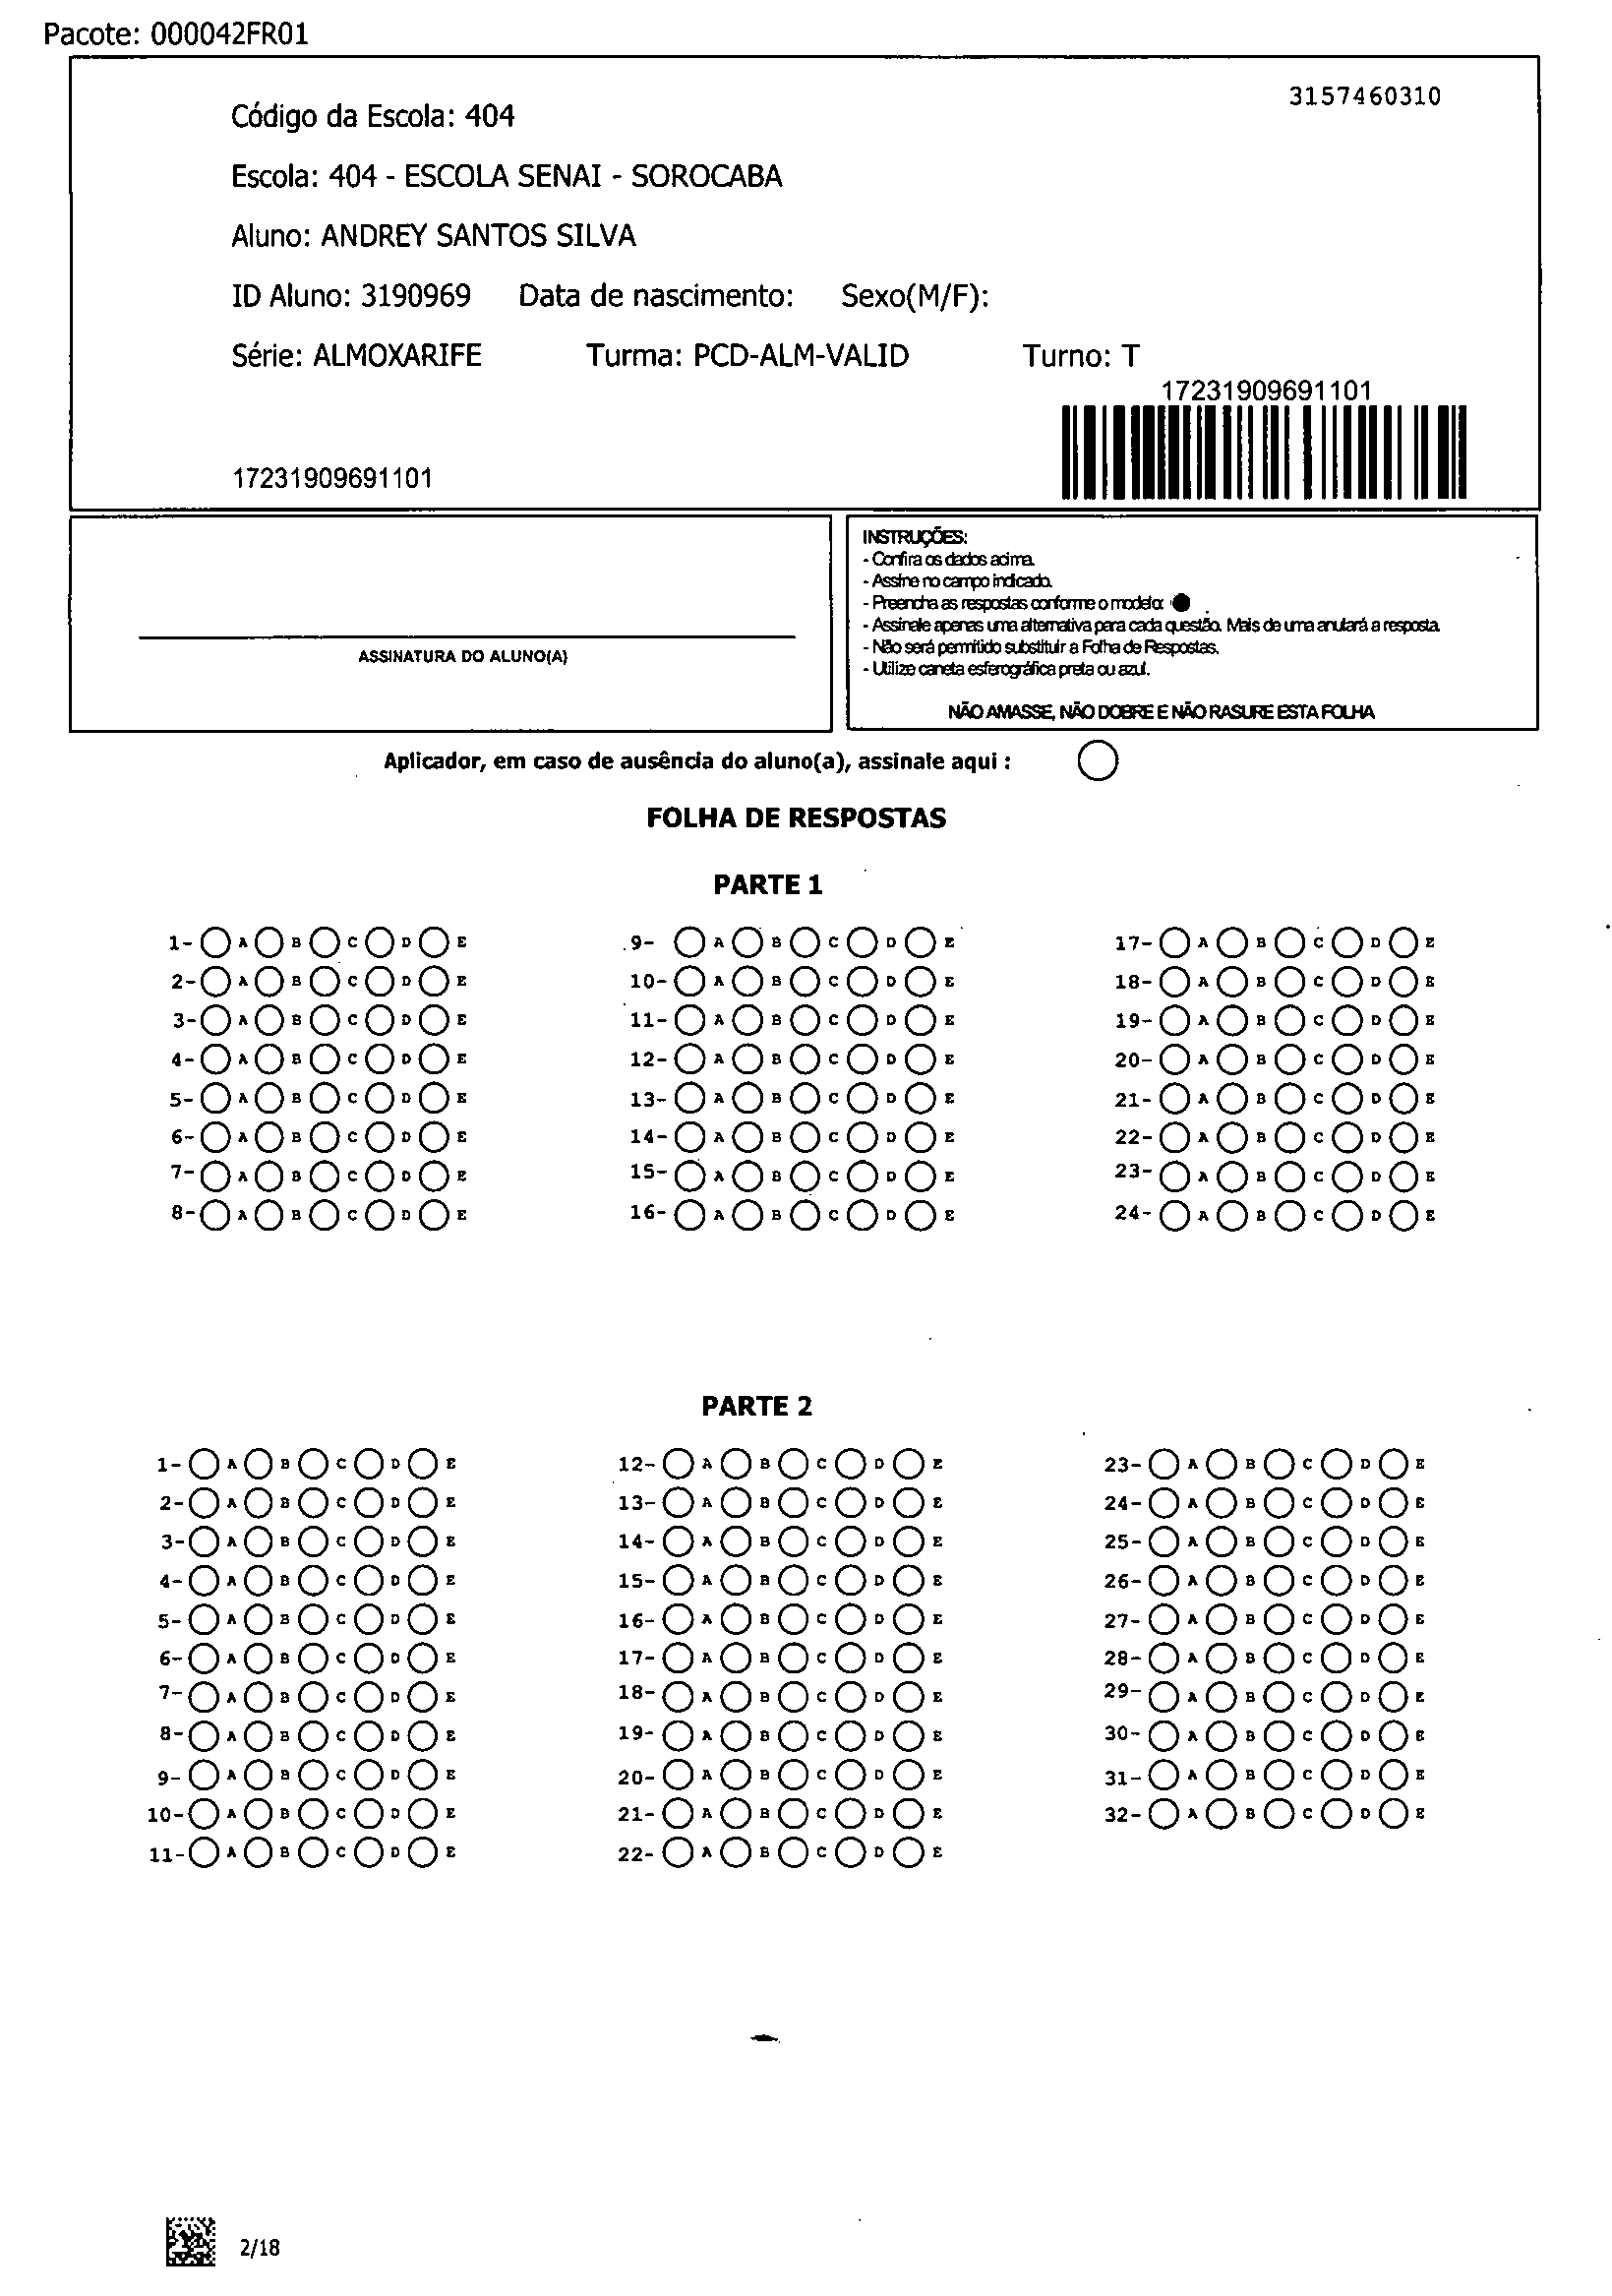 Pacote: 000042FR01
3157460310
Código da Escola: 404
Escola: 404 - ESCOLA SENAI - SOROCABA
Aluno: ANDREY SANTOS SILVA
ID Aluno: 3190969 Data de nascimento: Sexo(M/F):
Série: ALMOXARIFE Turma: PCD-ALM-VALID Turno: T
17231909691101
17231909691101
ASSINATURA DO ALUNO(A)
INSTRUÇÕES:
- Confira os dados acima.
- Assine no campo indicado.
- Preencha as respostas conforme o modelo:
- Assinale apenas uma alternativa para cada questão. Mais de uma anulará a resposta.
- Não será permitido substituir a Folha de Respostas.
- Utilize caneta esferográfica preta ou azul.
NÃO AMASSE, NÃO DOBRE E NÃO RASURE ESTA FOLHA
Aplicador, em caso de ausência do aluno(a), assinale aqui :
FOLHA DE RESPOSTAS
PARTE 1
1- A B C D E 9- A B C D E 17- A B C D E
2- A B C D E 10- A B C D E 18- A B C D E
3- A B C D E 11- A B C D E 19- A B C D E
4- A B C D E 12- A B C D E 20- A B C D E
5- A B C D E 13- A B C D E 21- A B C D E
6- A B C D E 14- A B C D E 22- A B C D E
7- A B C D E 15- A B C D E 23- A B C D E
8- A B C D E 16- A B C D E 24- A B C D E
PARTE 2
1- A B C D E 12- A B C D E 23- A B C D E
2- A B C D E 13- A B C D E 24- A B C D E
3- A B C D E 14- A B C D E 25- A B C D E
4- A B C D E 15- A B C D E 26- A B C D E
5- A B C D E 16- A B C D E 27- A B C D E
6- A B C D E 17- A B C D E 28- A B C D E
7- A B C D E 18- A B C D E 29- A B C D E
8- A B C D E 19- A B C D E 30- A B C D E
9- A B C D E 20- A B C D E 31- A B C D E
10- A B C D E 21- A B C D E 32- A B C D E
11- A B C D E 22- A B C D E
2/18